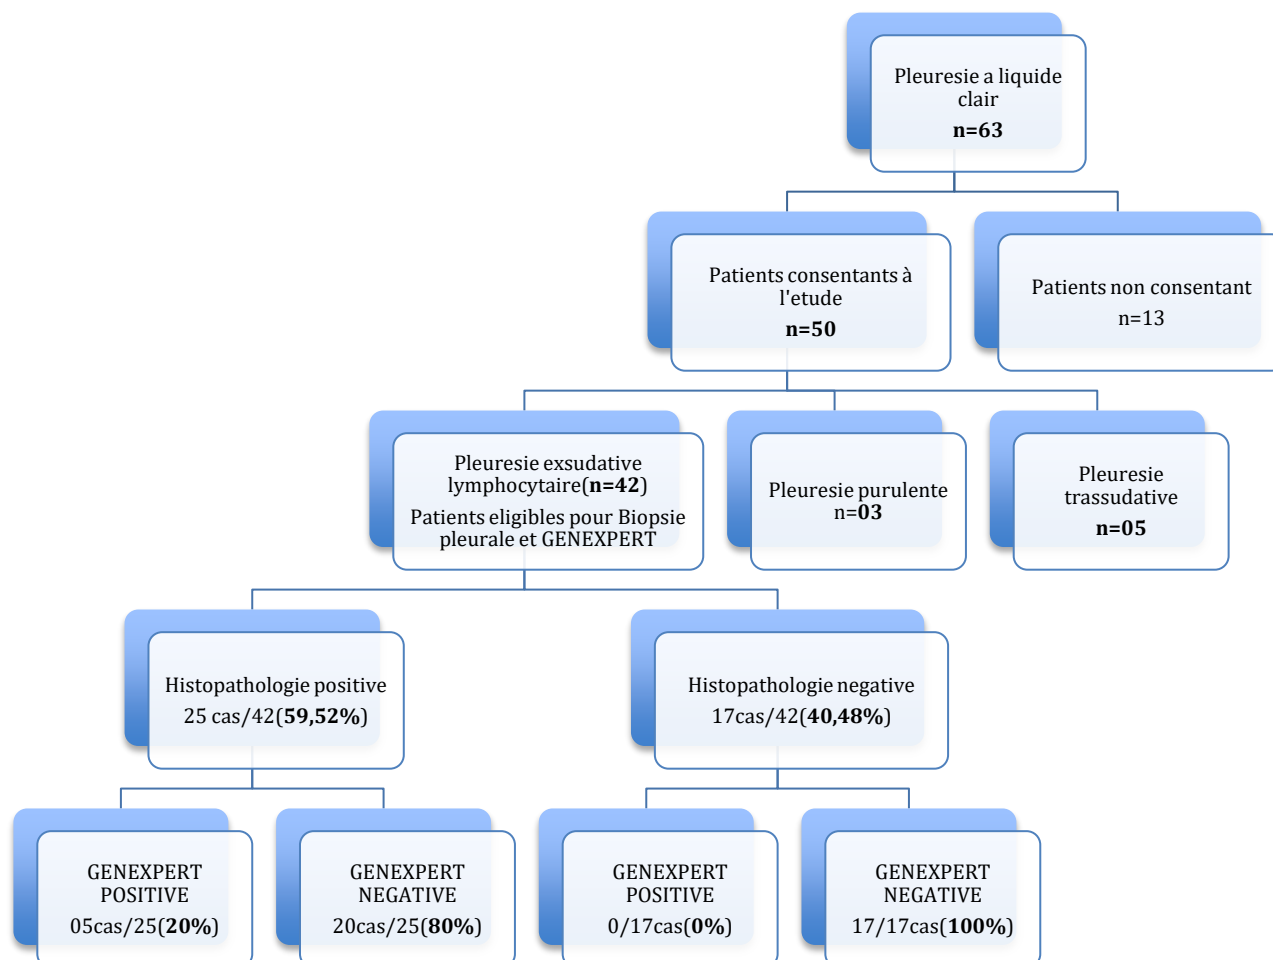 Pleuresie a liquide
clair
n=63
Patients consentants à
l'etude
n=50
Patients non consentant
n=13
Pleuresie exsudative
lymphocytaire(n=42)
Patients eligibles pour Biopsie
pleurale et GENEXPERT
Pleuresie purulente
n=03
Pleuresie
trassudative
n=05
Histopathologie positive
25 cas/42(59,52%)
Histopathologie negative
17cas/42(40,48%)
GENEXPERT
POSITIVE
05cas/25(20%)
GENEXPERT
NEGATIVE
20cas/25(80%)
GENEXPERT
POSITIVE
0/17cas(0%)
GENEXPERT
NEGATIVE
17/17cas(100%)